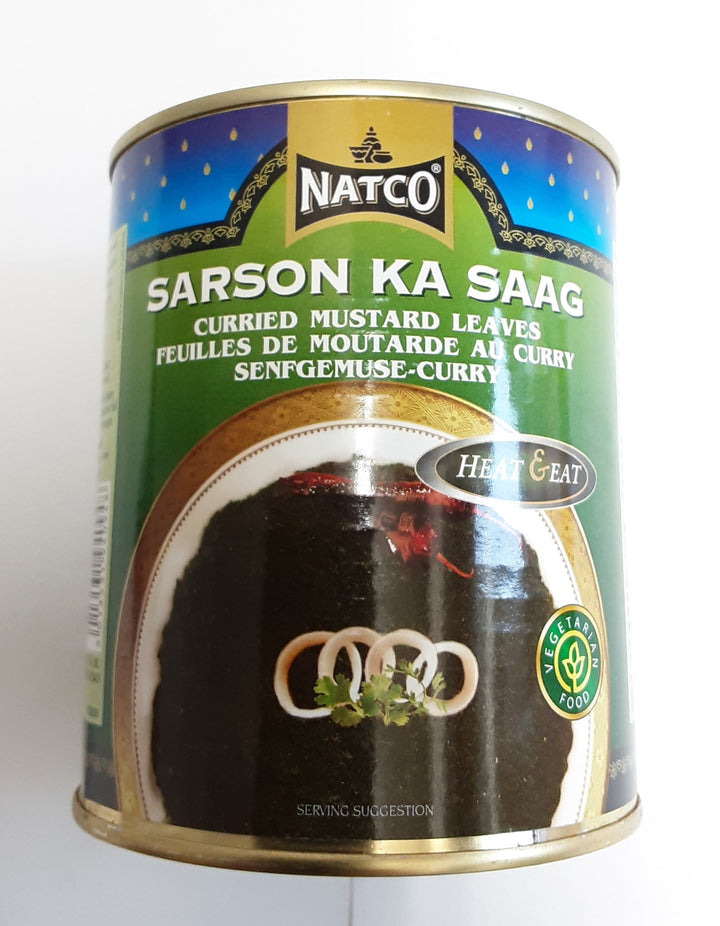 NATCO®
SARSON KA SAAG
CURRIED MUSTARD LEAVES
FEUILLES DE MOUTARDE AU CURRY
SENFGEMUSE-CURRY
HEAT & EAT
VEGETARIAN
FOOD
SERVING SUGGESTION